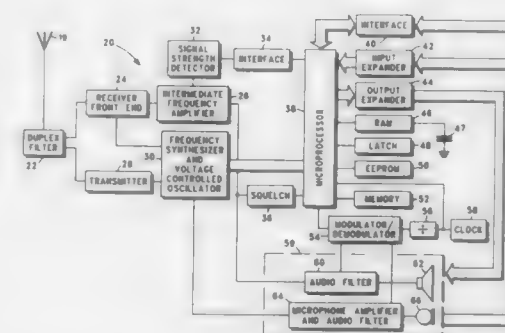 19
20
32
SIGNAL
STRENGTH
DETECTOR
34
INTERFACE
INTERFACE
40
42
INPUT
EXPANDER
44
OUTPUT
EXPANDER
24
RECEIVER
FRONT END
INTERMEDIATE
FREQUENCY
AMPLIFIER
26
38
MICROPROCESSOR
46
RAM
47
LATCH
48
EEPROM
50
MEMORY
52
DUPLEX
FILTER
22
28
TRANSMITTER
30
FREQUENCY
SYNTHESIZER
AND
VOLTAGE
CONTROLLED
OSCILLATOR
SQUELCH
36
MODULATOR/
DEMODULATOR
54
56
÷
58
CLOCK
59
60
AUDIO FILTER
62
64
MICROPHONE AMPLIFIER
AND AUDIO FILTER
66